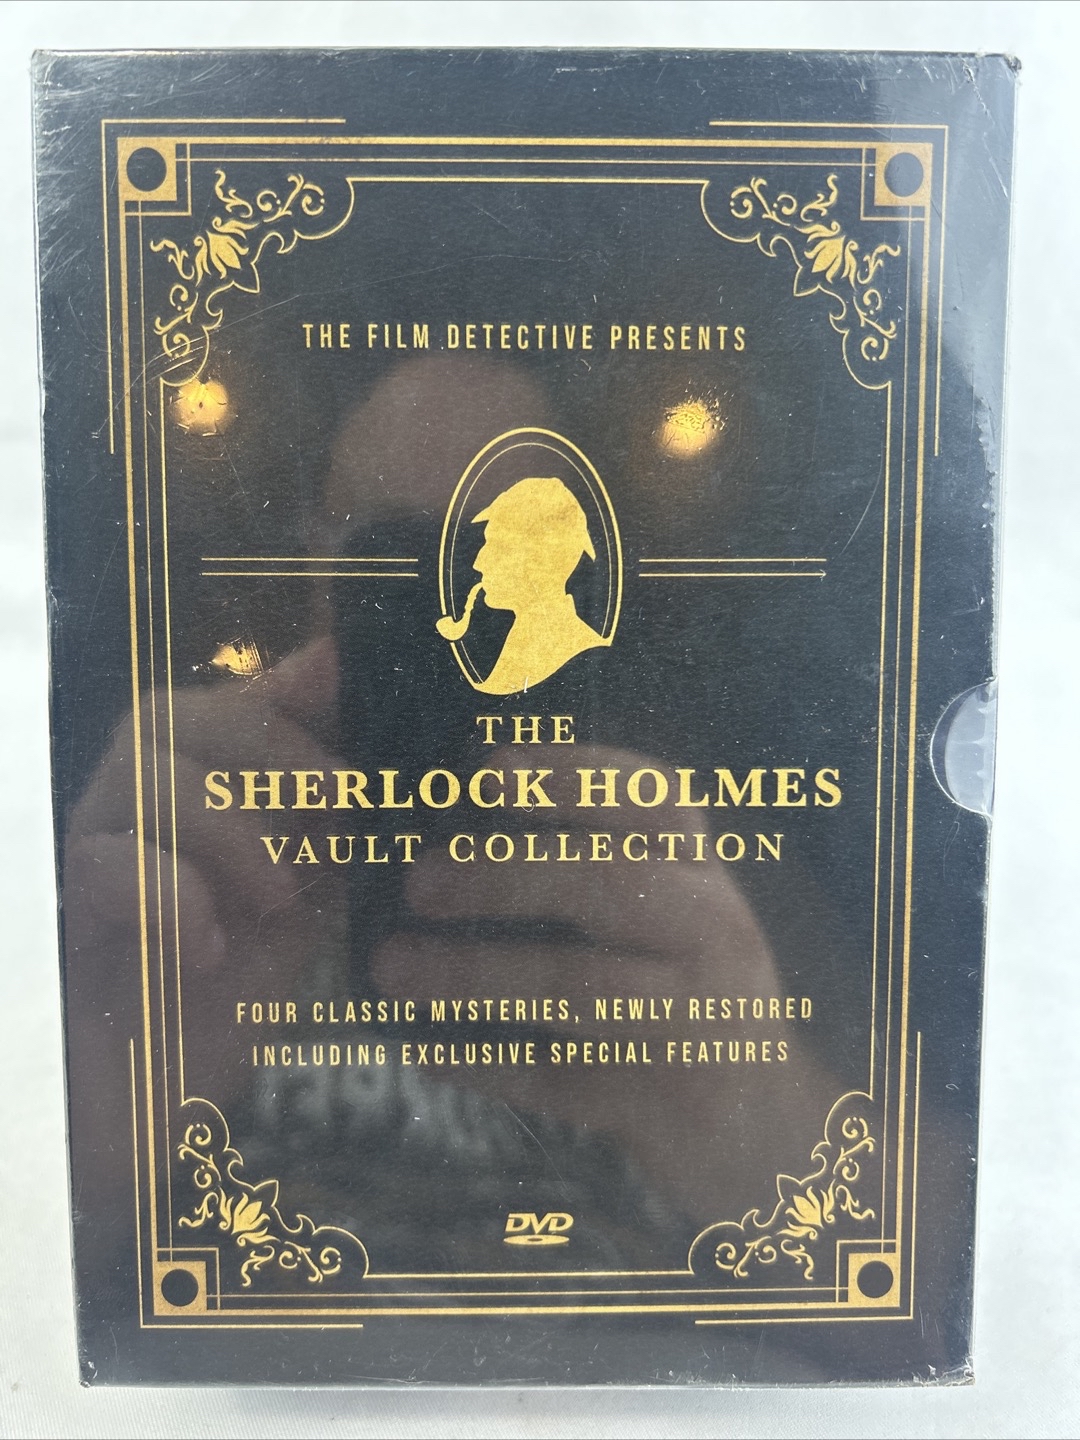 THE FILM DETECTIVE PRESENTS
THE
SHERLOCK HOLMES
VAULT COLLECTION
FOUR CLASSIC MYSTERIES, NEWLY RESTORED
INCLUDING EXCLUSIVE SPECIAL FEATURES
DVD